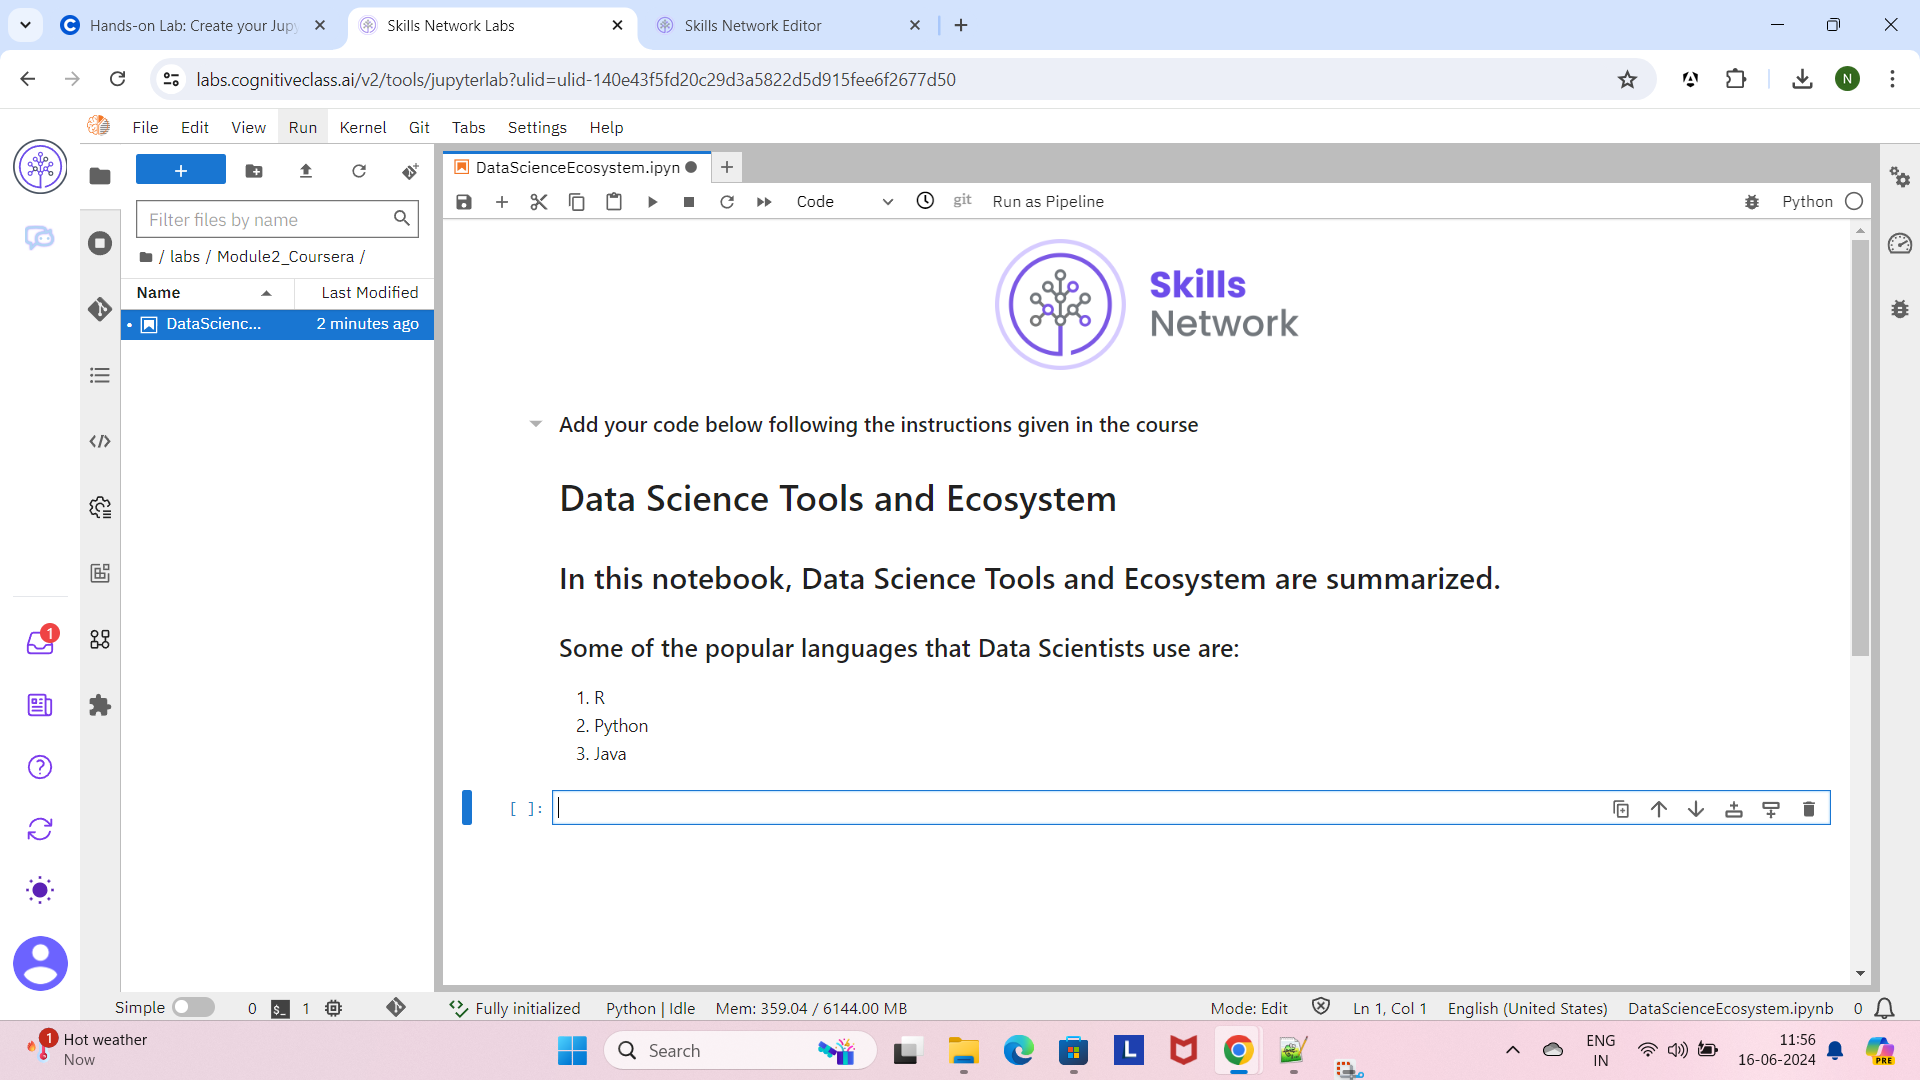 Hands-on Lab: Create your Jup
Skills Network Labs
Skills Network Editor
labs.cognitiveclass.ai/v2/tools/jupyterlab?ulid=ulid-140e43f5fd20c29d3a5822d5d915fee6f2677d50
N
File Edit View Run Kernel Git Tabs Settings Help
DataScienceEcosystem.ipyn
Filter files by name
Code
git
Run as Pipeline
Python
/ labs / Module2_Coursera /
Name
Last Modified
DataScienc...
2 minutes ago
Skills
Network
Add your code below following the instructions given in the course
Data Science Tools and Ecosystem
In this notebook, Data Science Tools and Ecosystem are summarized.
Some of the popular languages that Data Scientists use are:
1. R
2. Python
3. Java
[ ]:
1
Simple
0
1
Fully initialized
Python | Idle
Mem: 359.04 / 6144.00 MB
Mode: Edit
Ln 1, Col 1
English (United States)
DataScienceEcosystem.ipynb
0
1
Hot weather
Now
Search
L
ENG
IN
11:56
16-06-2024
PRE